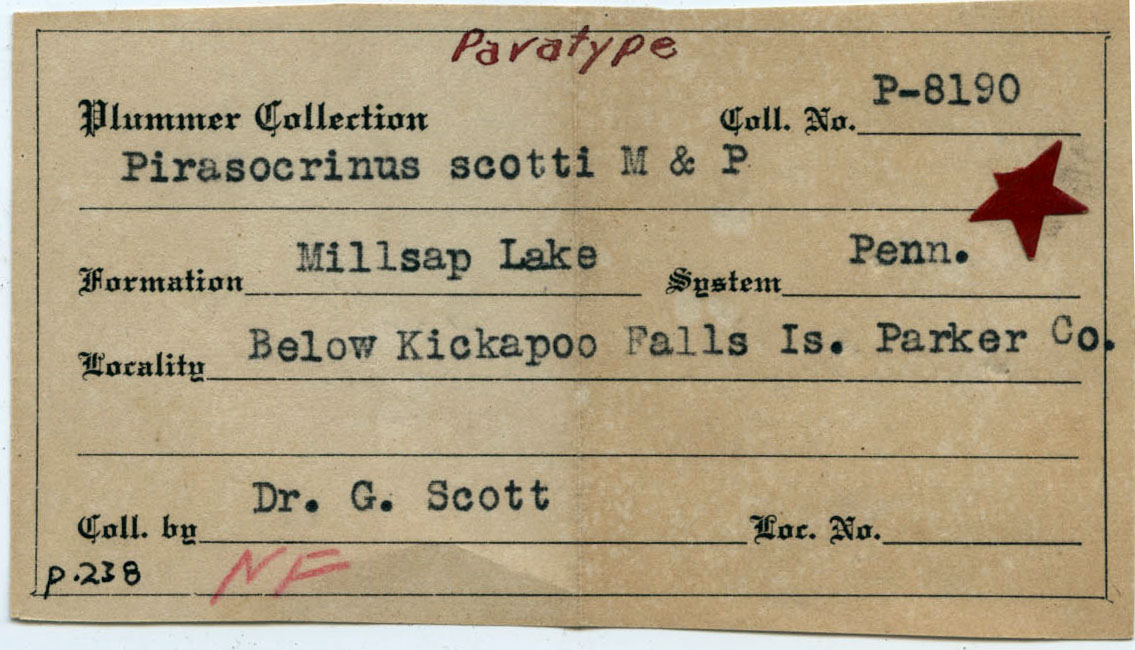 Paratype
Plummer Collection Coll. No. P-8190
Pirasocrinus scotti M & P
Formation Millsap Lake System Penn.
Locality Below Kickapoo Falls Is. Parker Co.
Coll. by Dr. G. Scott Loc. No.
p.238 NF